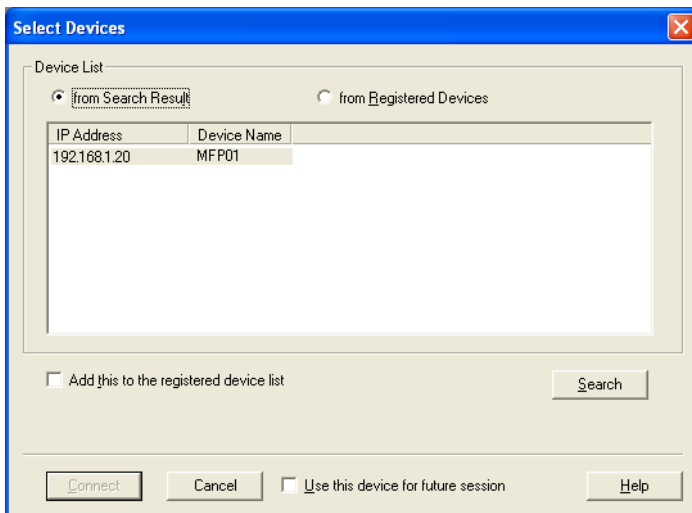 Select Devices
Device List
from Search Result
from Registered Devices
IP Address Device Name
192.168.1.20 MFP01
Add this to the registered device list
Search
Connect Cancel Use this device for future session Help